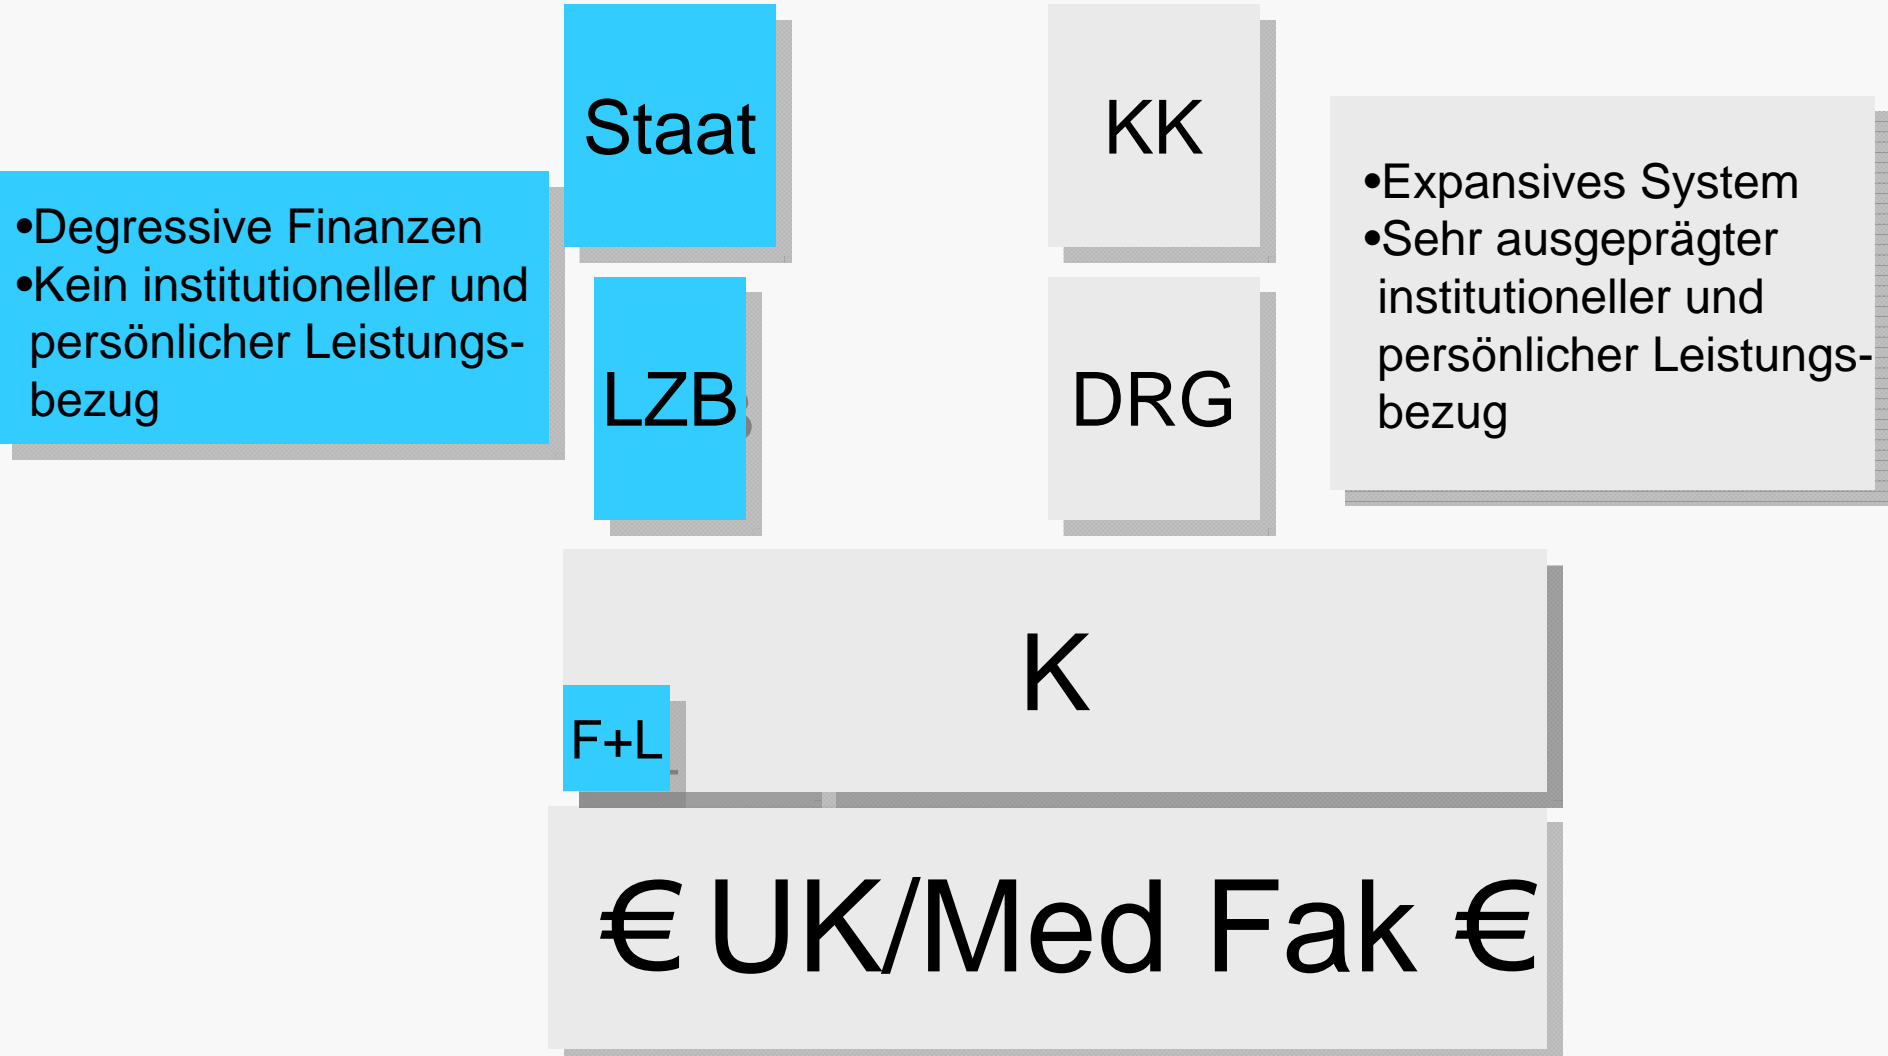 Staat
KK
•Degressive Finanzen
•Kein institutioneller und
persönlicher Leistungs-
bezug
•Expansives System
•Sehr ausgeprägter
institutioneller und
persönlicher Leistungs-
bezug
LZB
DRG
K
F+L
€ UK/Med Fak €